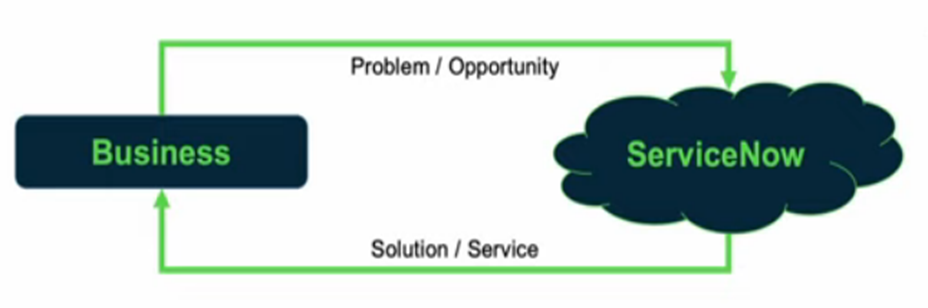 Problem / Opportunity
Business
ServiceNow
Solution / Service